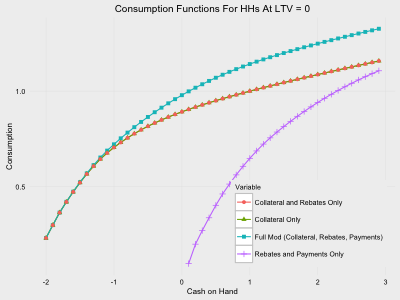 Consumption Functions For HHs At LTV = 0
Consumption
1.0
0.5
-2
-1
0
1
2
3
Cash on Hand
Variable
Collateral and Rebates Only
Collateral Only
Full Mod (Collateral, Rebates, Payments)
Rebates and Payments Only